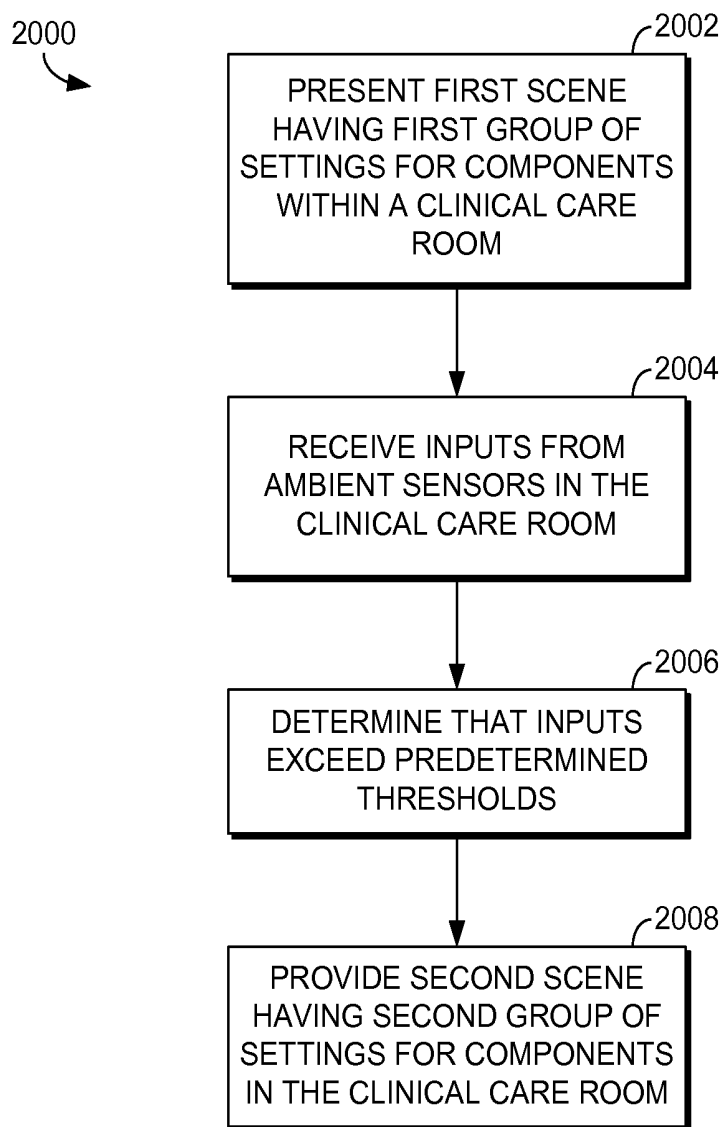 2000
2002
PRESENT FIRST SCENE
HAVING FIRST GROUP OF
SETTINGS FOR COMPONENTS
WITHIN A CLINICAL CARE
ROOM
2004
RECEIVE INPUTS FROM
AMBIENT SENSORS IN THE
CLINICAL CARE ROOM
2006
DETERMINE THAT INPUTS
EXCEED PREDETERMINED
THRESHOLDS
2008
PROVIDE SECOND SCENE
HAVING SECOND GROUP OF
SETTINGS FOR COMPONENTS
IN THE CLINICAL CARE ROOM